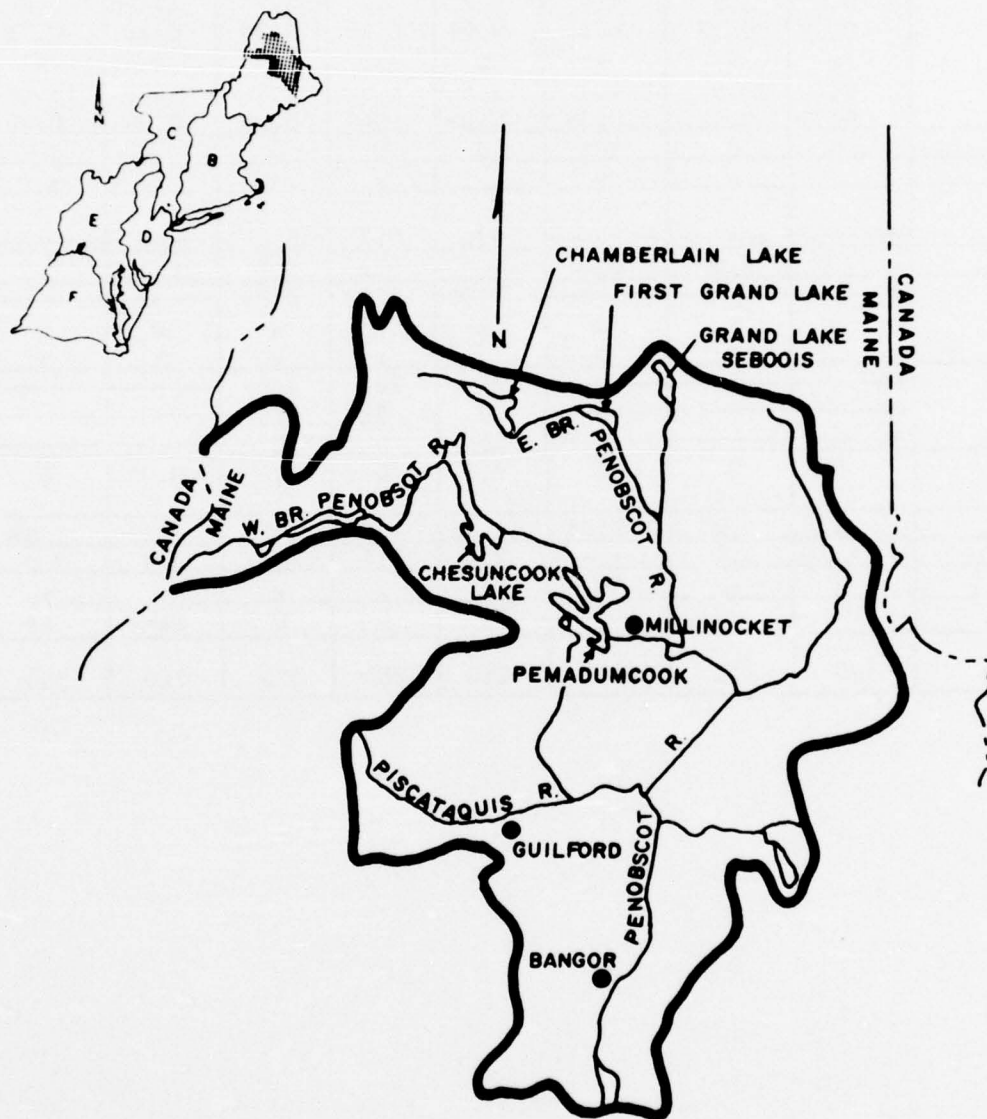 N
C
B
E
D
F
CHAMBERLAIN LAKE
FIRST GRAND LAKE
N
GRAND LAKE
SEBOOIS
CANADA
MAINE
E. BR. PENOBSCOT R.
CANADA
MAINE
W. BR. PENOBSOT R.
CHESUNCOOK
LAKE
MILLINOCKET
PEMADUMCOOK
PISCATAQUIS R.
R.
GUILFORD
PENOBSCOT
BANGOR